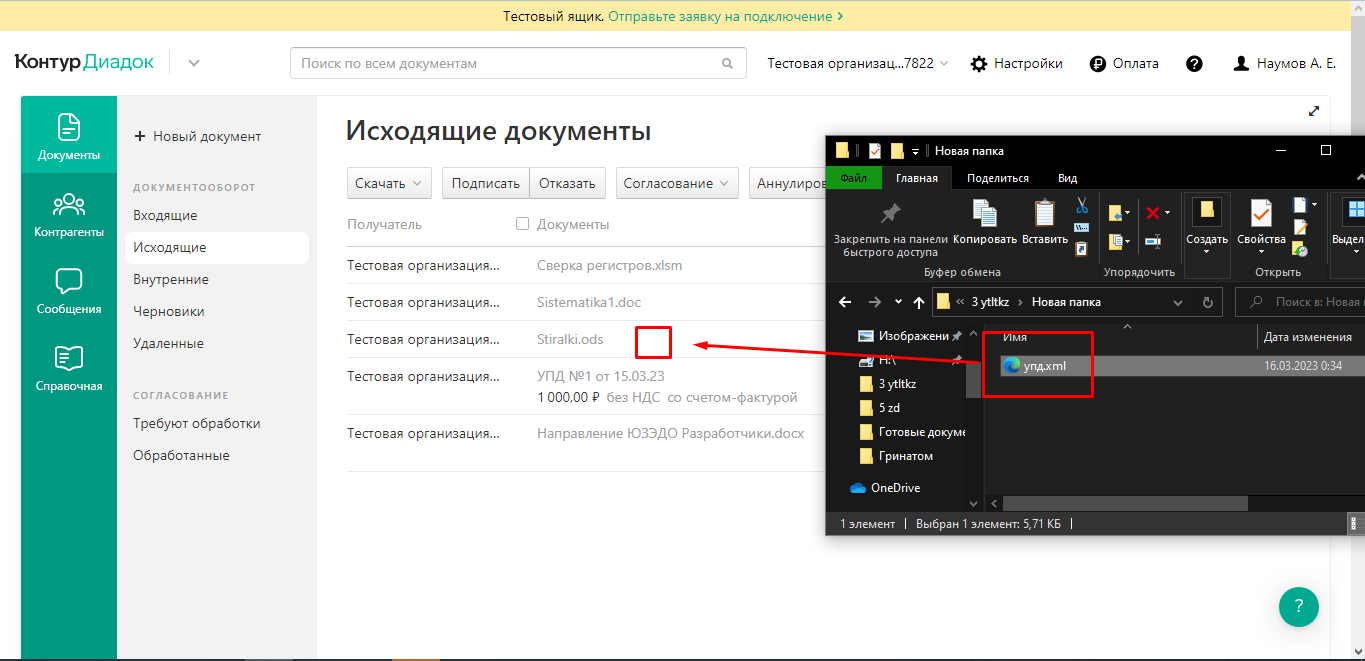 Тестовый ящик. Отправьте заявку на подключение >
Контур Диадок
Поиск по всем документам
Тестовая организац...7822
Настройки
Оплата
?
Наумов А. Е.
Документы
Контрагенты
Сообщения
Справочная
+ Новый документ
ДОКУМЕНТООБОРОТ
Входящие
Исходящие
Внутренние
Черновики
Удаленные
СОГЛАСОВАНИЕ
Требуют обработки
Обработанные
Исходящие документы
Скачать
Подписать
Отказать
Согласование
Аннулиров
Получатель
Документы
Тестовая организация...
Сверка регистров.xlsm
Тестовая организация...
Sistematika1.doc
Тестовая организация...
Stiralki.ods
Тестовая организация...
УПД №1 от 15.03.23
1 000,00 ₽ без НДС со счетом-фактурой
Тестовая организация...
Направление ЮЗЭДО Разработчики.docx
Новая папка
Файл
Главная
Поделиться
Вид
Закрепить на панели
быстрого доступа
Копировать
Вставить
Буфер обмена
Упорядочить
Создать
Свойства
Открыть
Выдел
« 3 ytltkz > Новая папка
Поиск в: Новая
Изображени
H:\
3 ytltkz
5 zd
Готовые докуме
Гринатом
OneDrive
Имя
Дата изменения
упд.xml
16.03.2023 0:34
1 элемент
Выбран 1 элемент: 5,71 КБ
?